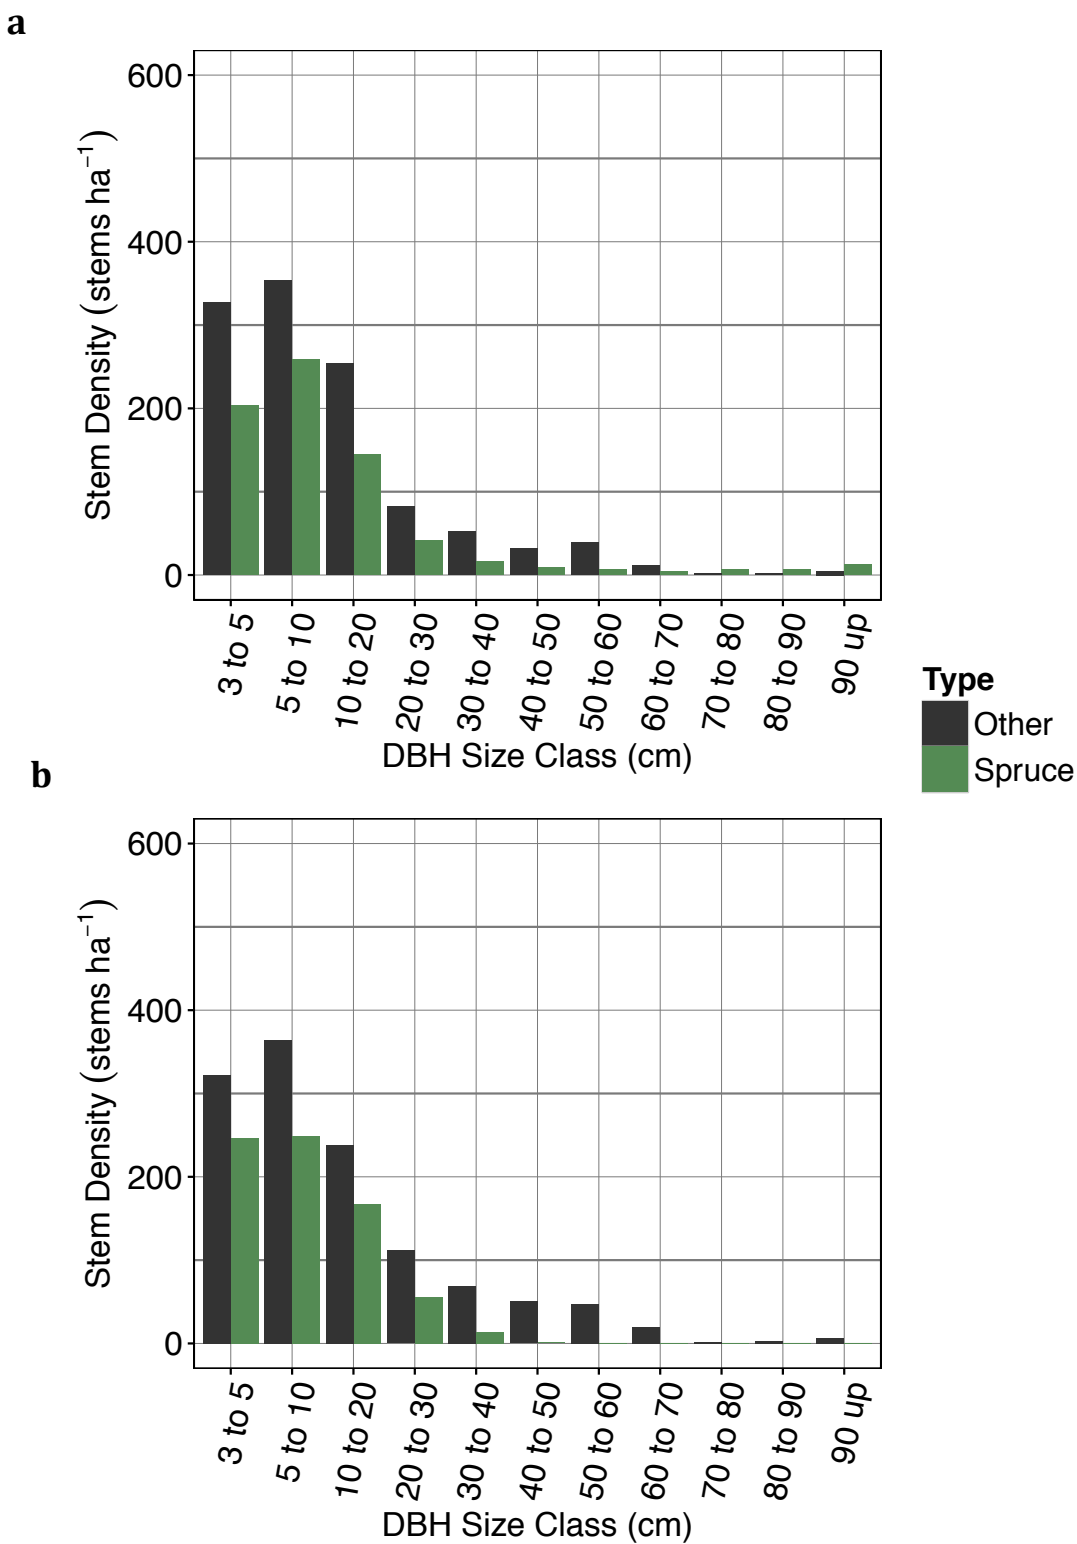 a
600
400
200
0
Stem Density (stems ha⁻¹)
3 to 5
5 to 10
10 to 20
20 to 30
30 to 40
40 to 50
50 to 60
60 to 70
70 to 80
80 to 90
90 up
DBH Size Class (cm)
Type
Other
Spruce
b
600
400
200
0
Stem Density (stems ha⁻¹)
3 to 5
5 to 10
10 to 20
20 to 30
30 to 40
40 to 50
50 to 60
60 to 70
70 to 80
80 to 90
90 up
DBH Size Class (cm)